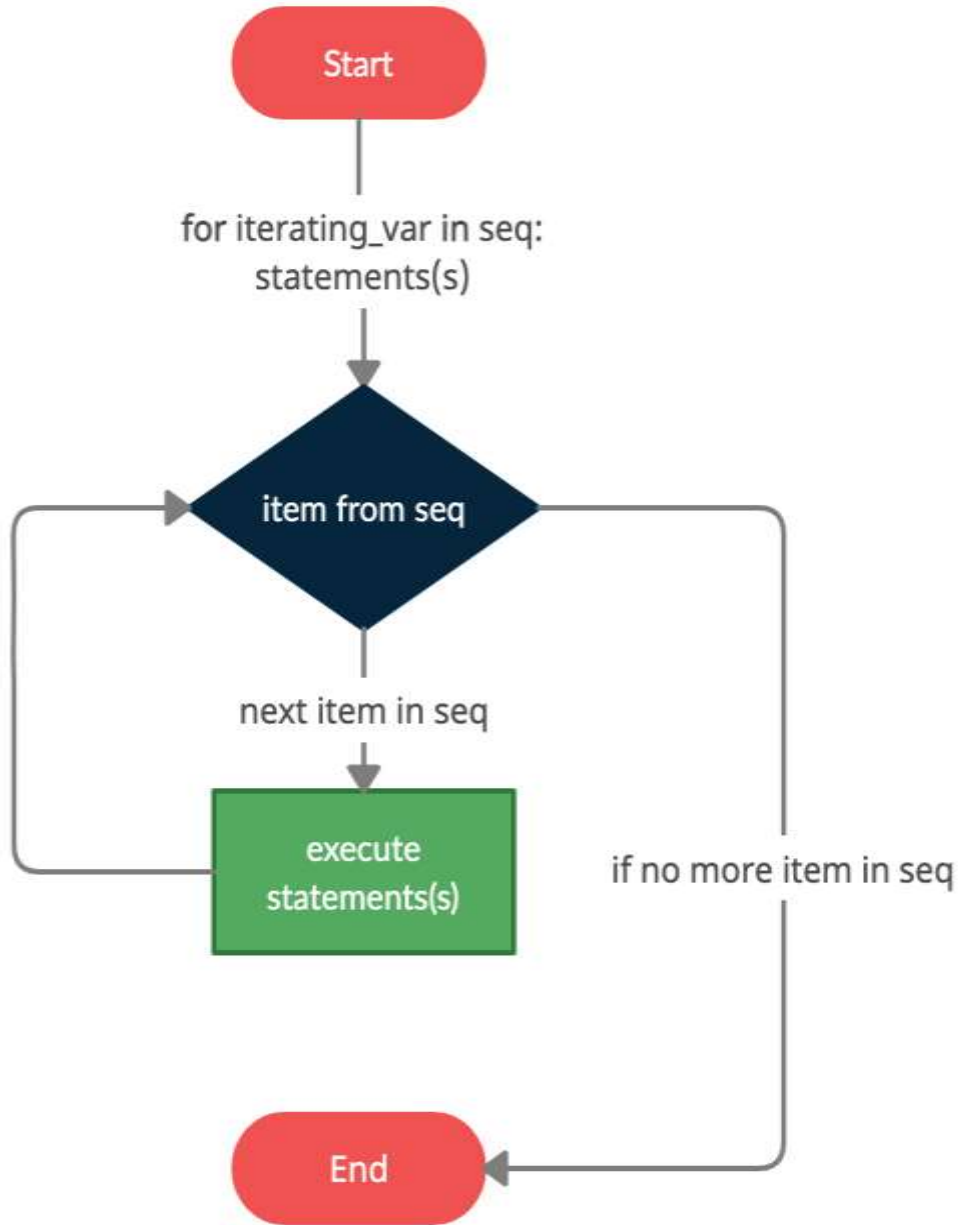 Start
for iterating_var in seq:
statements(s)
item from seq
next item in seq
execute
statements(s)
if no more item in seq
End